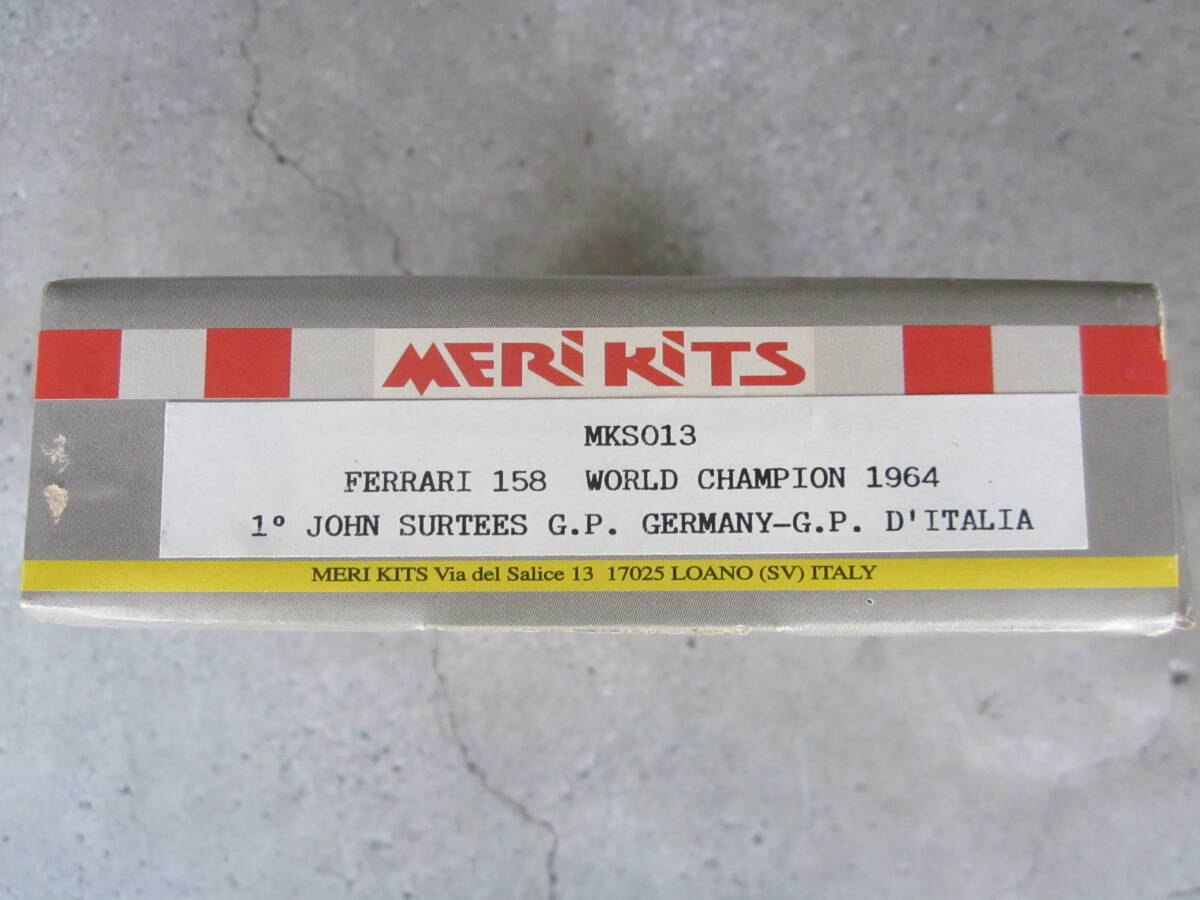 MERI KITS
MKS013
FERRARI 158 WORLD CHAMPION 1964
1º JOHN SURTEES G.P. GERMANY-G.P. D'ITALIA
MERI KITS Via del Salice 13 17025 LOANO (SV) ITALY